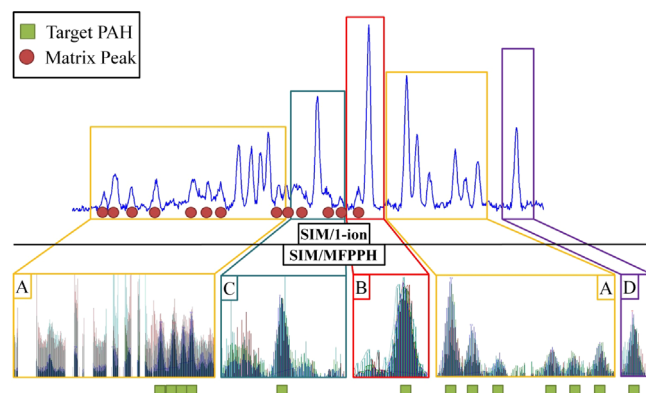 Target PAH
Matrix Peak
SIM/1-ion
SIM/MFPPH
A
C
B
A
D